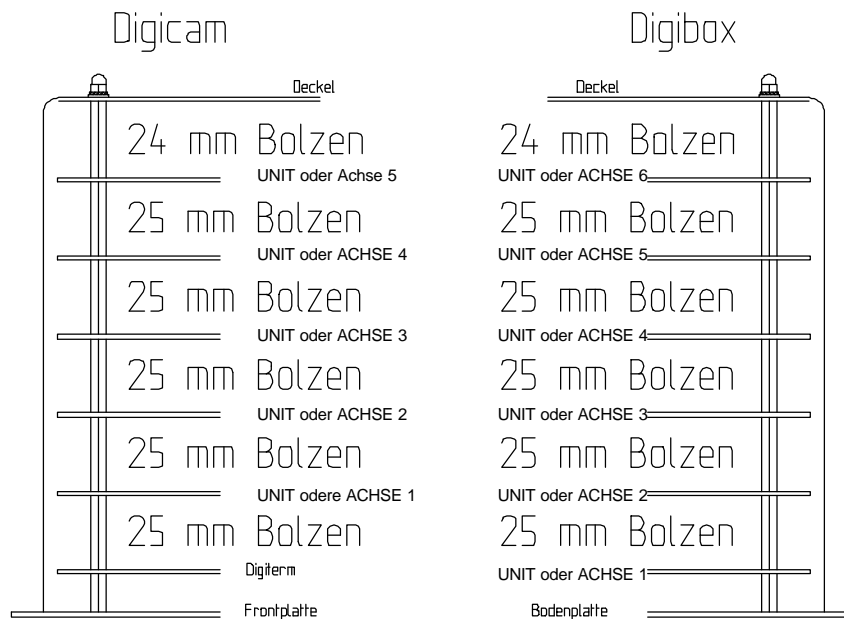 Digicam
Deckel
24 mm Bolzen
UNIT oder Achse 5
25 mm Bolzen
UNIT oder ACHSE 4
25 mm Bolzen
UNIT oder ACHSE 3
25 mm Bolzen
UNIT oder ACHSE 2
25 mm Bolzen
UNIT odere ACHSE 1
25 mm Bolzen
Digiterm
Frontplatte
Digibox
Deckel
24 mm Bolzen
UNIT oder ACHSE 6
25 mm Bolzen
UNIT oder ACHSE 5
25 mm Bolzen
UNIT oder ACHSE 4
25 mm Bolzen
UNIT oder ACHSE 3
25 mm Bolzen
UNIT oder ACHSE 2
25 mm Bolzen
UNIT oder ACHSE 1
Bodenplatte